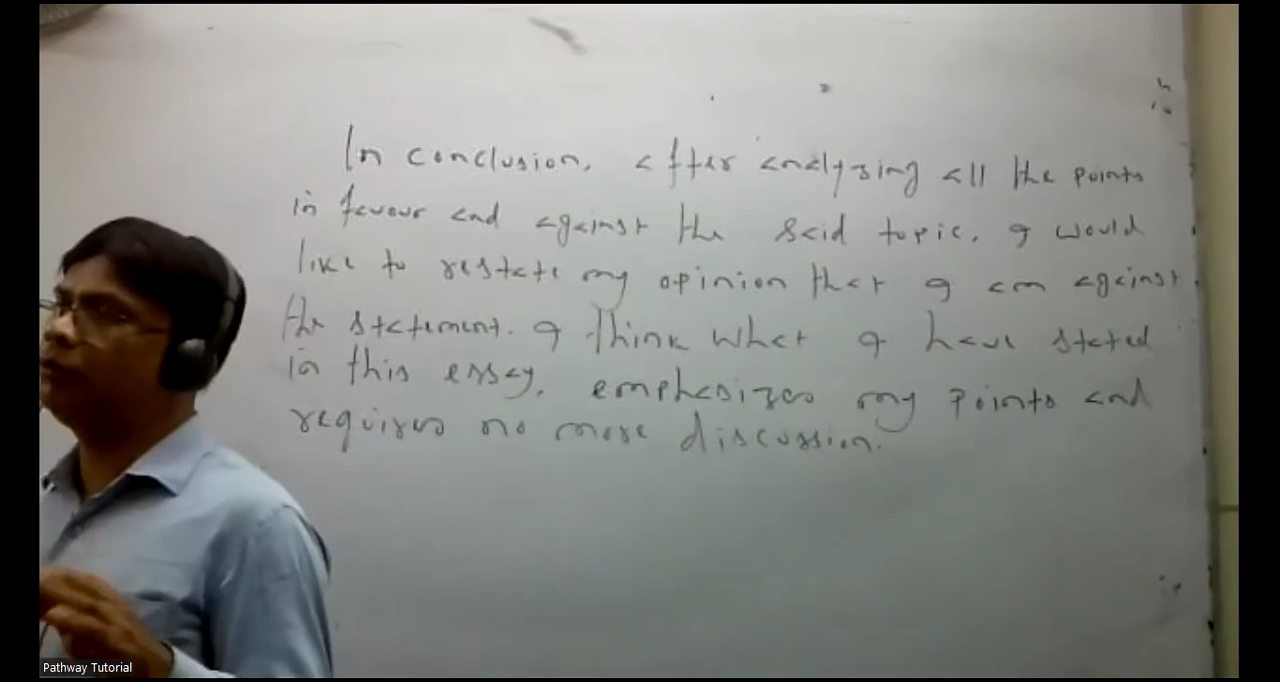 In conclusion, after analyzing all the points
in favour and against the said topic, I would
like to restate my opinion that I am against
the statement. I think what I have stated
in this essay, emphasizes my points and
requires no more discussion.
Pathway Tutorial